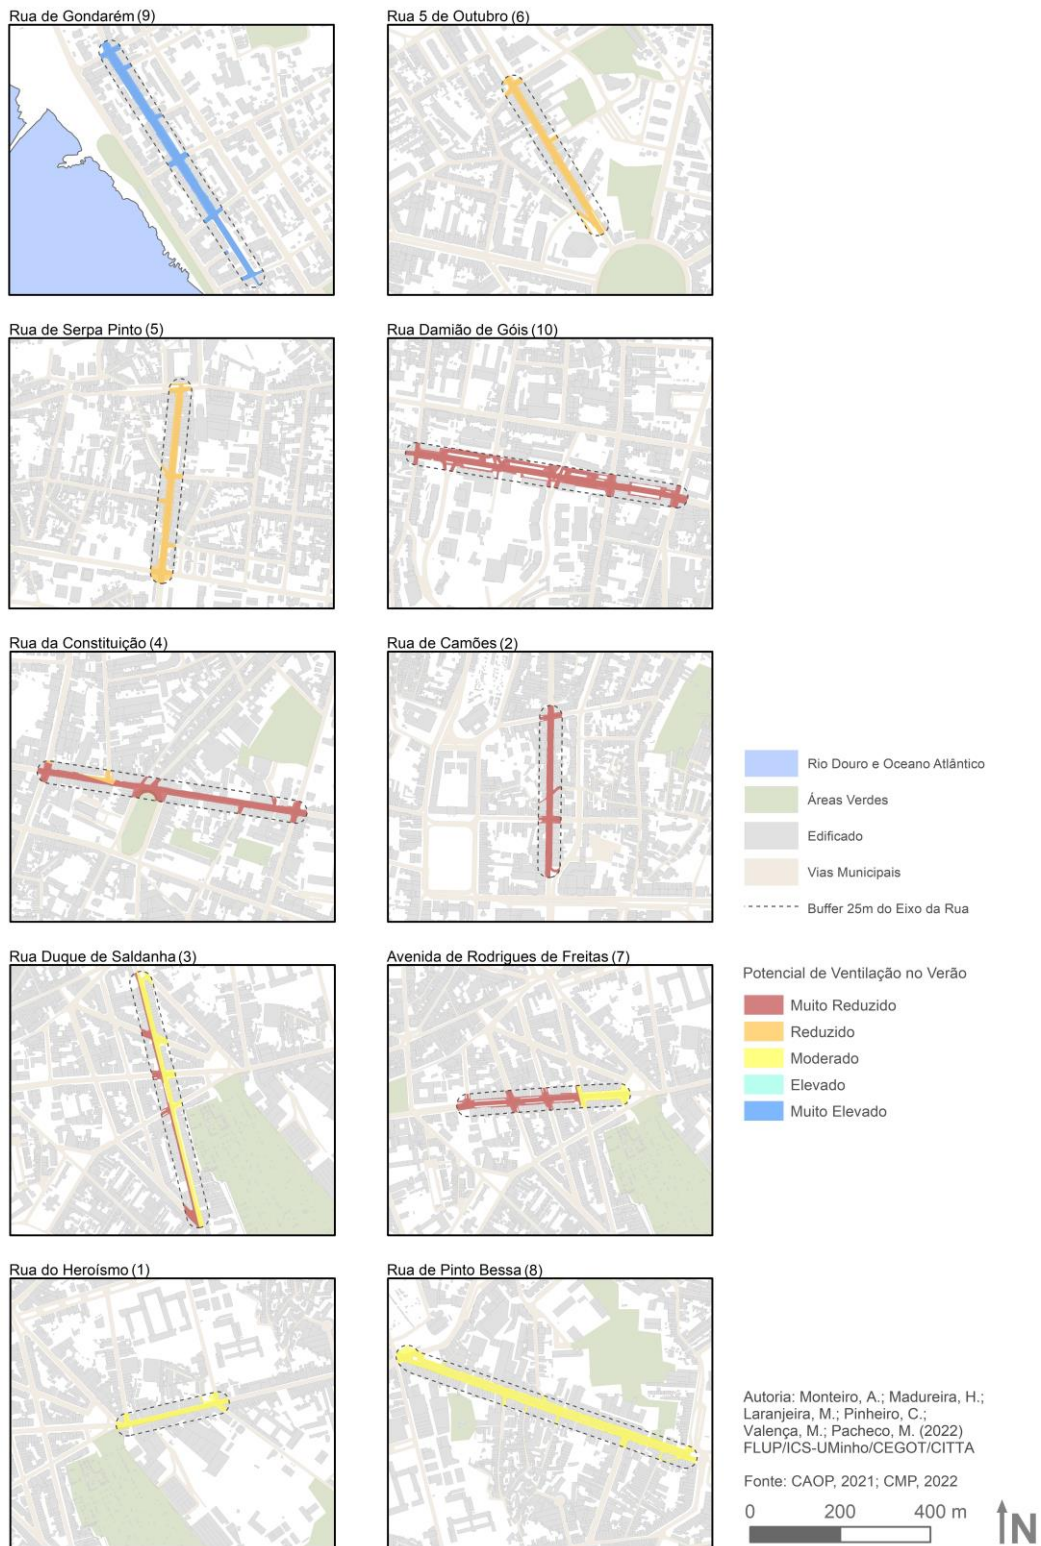 Rua de Gondarém (9)
Rua 5 de Outubro (6)
Rua de Serpa Pinto (5)
Rua Damião de Góis (10)
Rua da Constituição (4)
Rua de Camões (2)
Rio Douro e Oceano Atlântico
Áreas Verdes
Edificado
Vias Municipais
Buffer 25m do Eixo da Rua
Rua Duque de Saldanha (3)
Avenida de Rodrigues de Freitas (7)
Potencial de Ventilação no Verão
Muito Reduzido
Reduzido
Moderado
Elevado
Muito Elevado
Rua do Heroísmo (1)
Rua de Pinto Bessa (8)
Autoria: Monteiro, A.; Madureira, H.;
Laranjeira, M.; Pinheiro, C.;
Valença, M.; Pacheco, M. (2022)
FLUP/ICS-UMinho/CEGOT/CITTA
Fonte: CAOP, 2021; CMP, 2022
0 200 400 m
N